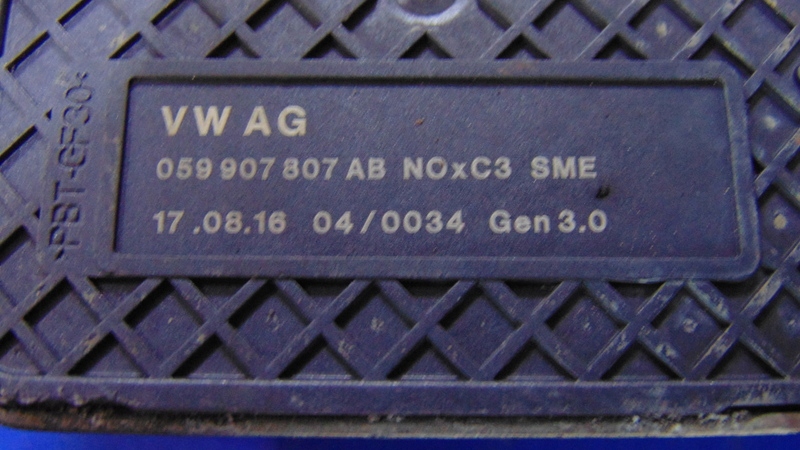 VW AG
059 907 807 AB NOxC3 SME
17.08.16 04/0034 Gen 3.0
>PBT-GF30<